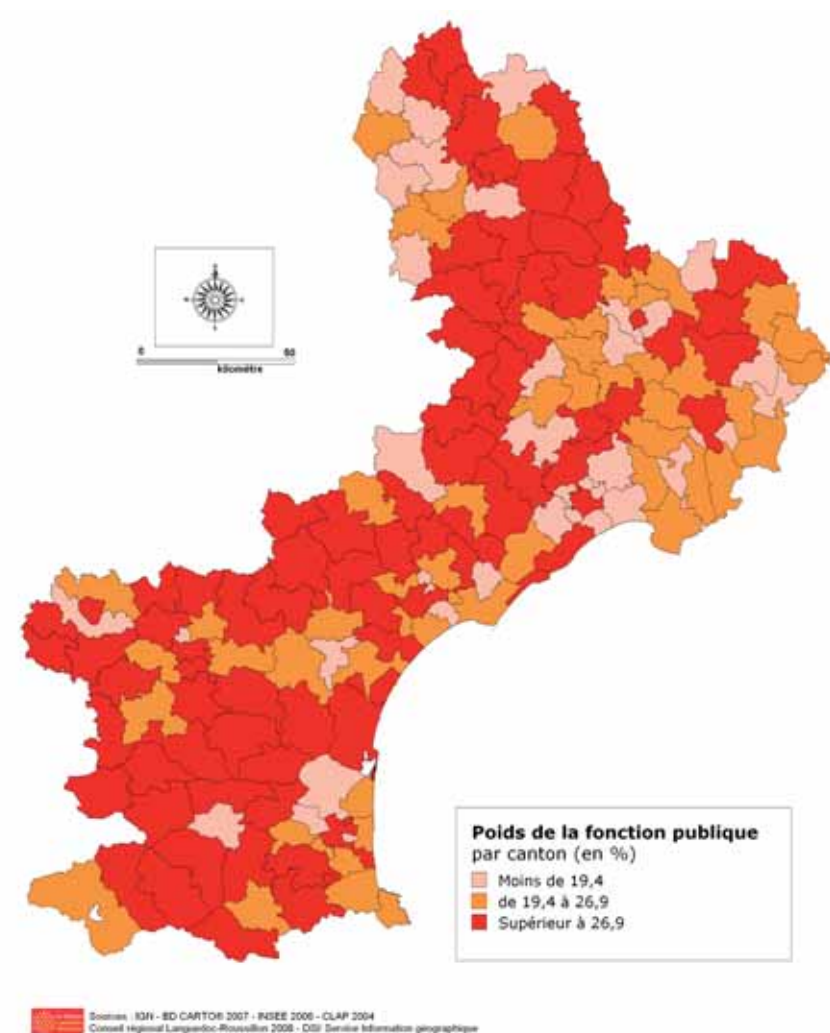 0 50
kilomètre
Poids de la fonction publique
par canton (en %)
Moins de 19,4
de 19,4 à 26,9
Supérieur à 26,9
Sources : IGN - BD CARTO® 2007 - INSEE 2006 - CLAP 2004
Conseil régional Languedoc-Roussillon 2008 - DSI Service Information géographique